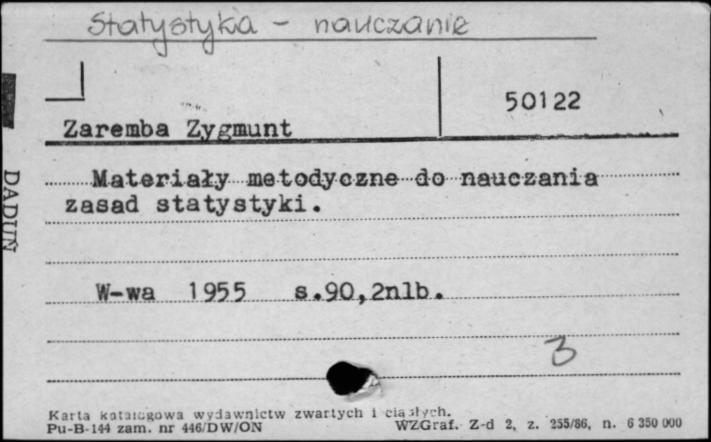 Statystyka - nauczanie
50122
Zaremba Zygmunt
Materiały metodyczne do nauczania
zasad statystyki.
W-wa 1955 s.90,2nlb.
3
DADUŃ
Karta katalogowa wydawnictw zwartych i ciągłych.
Pu-B-144 zam. nr 446/DW/ON WZGraf. Z-d 2, z. 255/86, n. 6 350 000